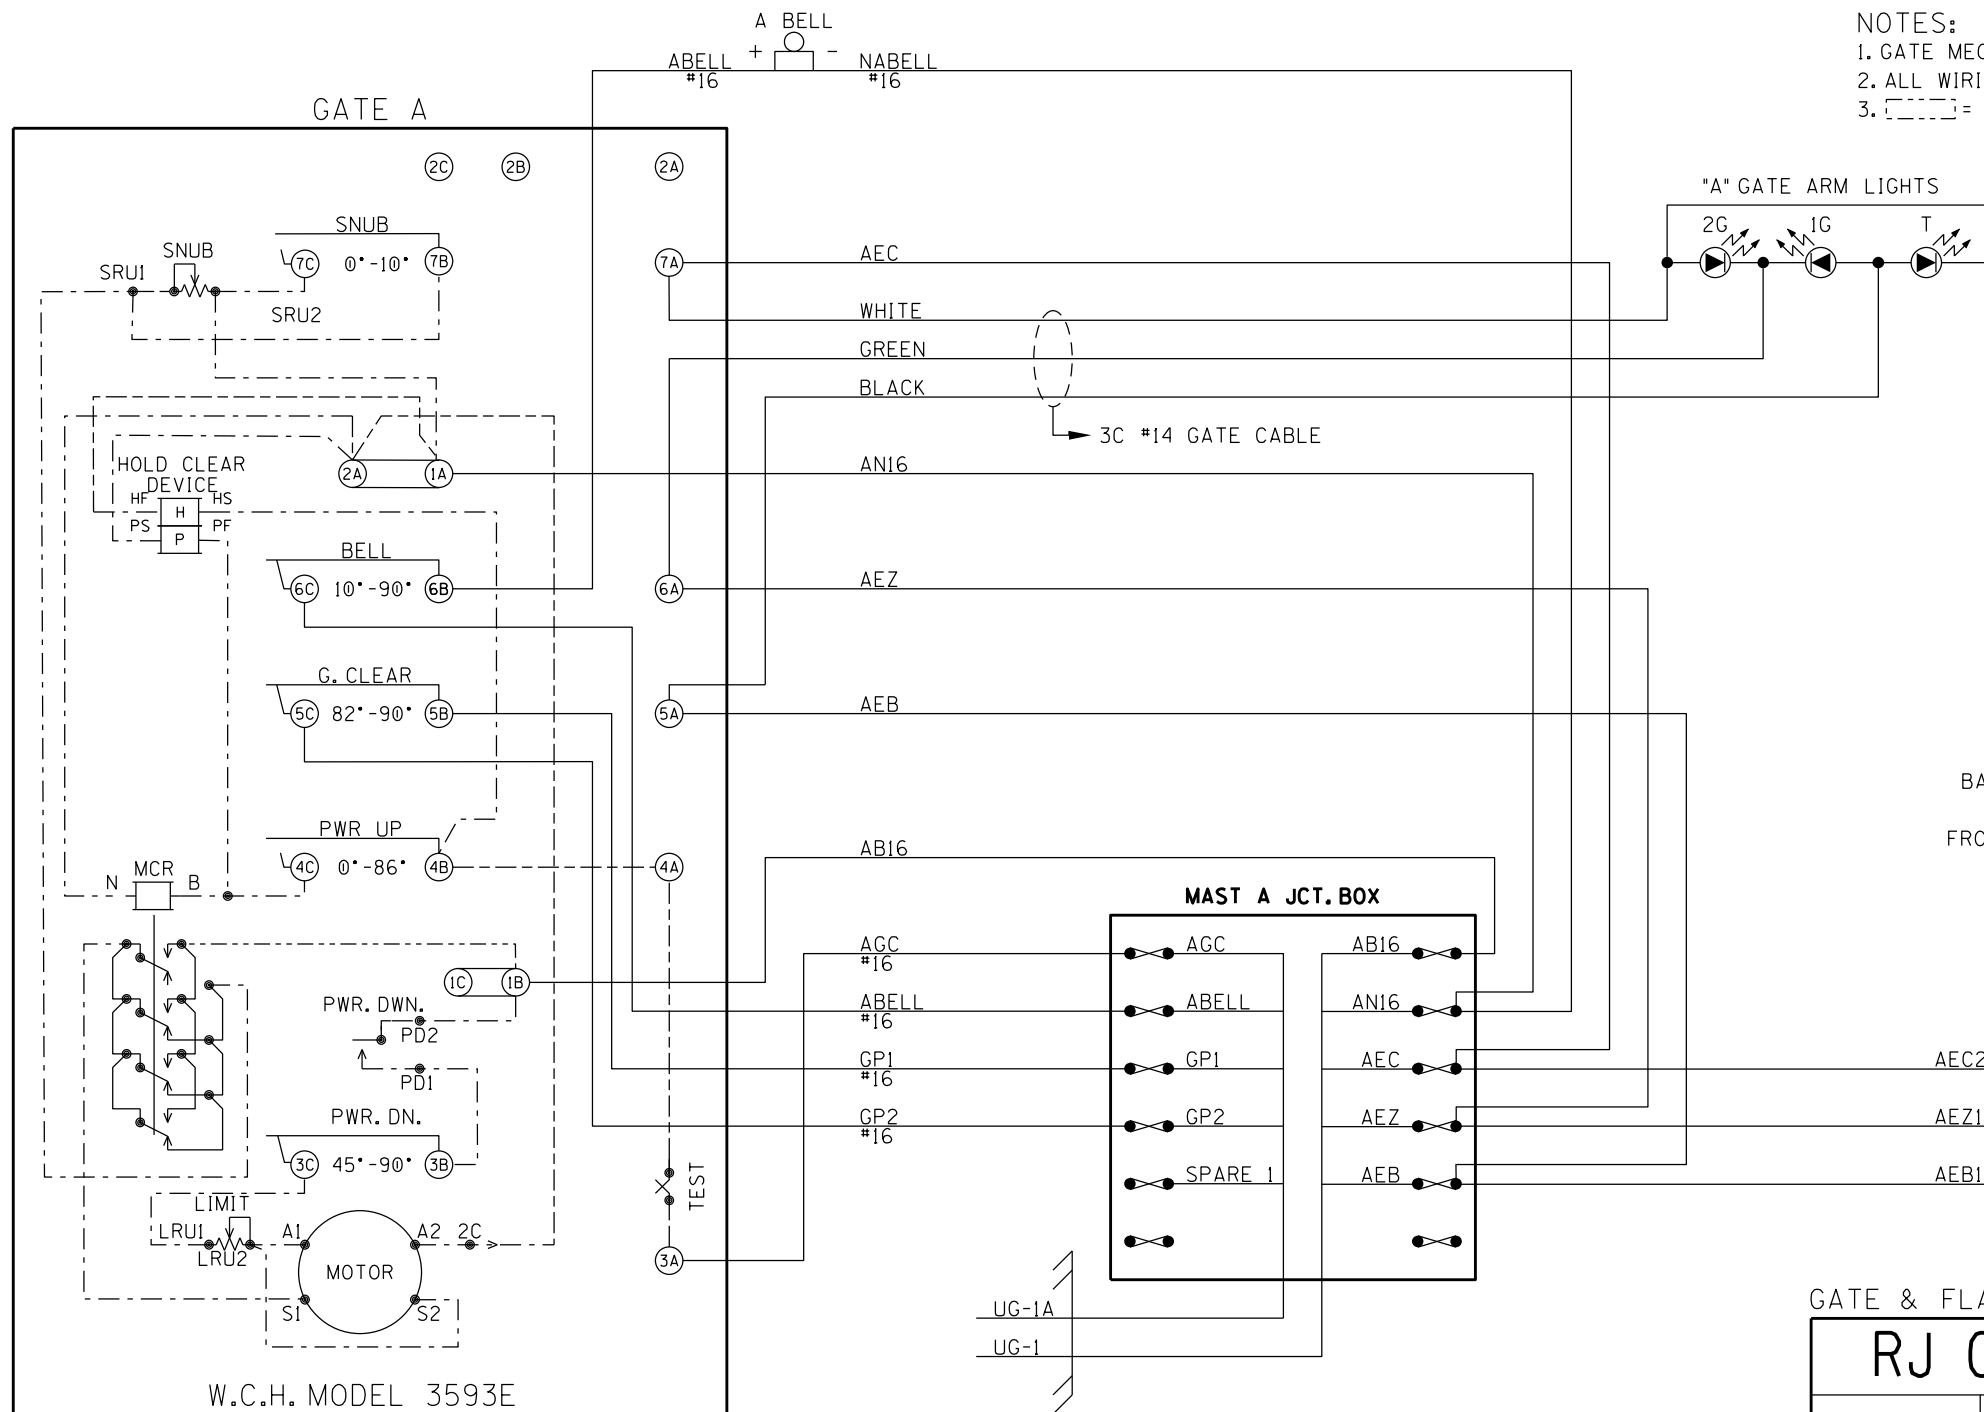 A BELL
+ -
ABELL
#16
NABELL
#16
NOTES:
1. GATE MEC
2. ALL WIRI
3. =
GATE A
2C 2B 2A
"A" GATE ARM LIGHTS
2G 1G T
SNUB
SNUB
7C 0°-10° 7B
SRU1
SRU2
7A
AEC
WHITE
GREEN
BLACK
3C #14 GATE CABLE
2A 1A
AN16
HOLD CLEAR
DEVICE
HF H HS
PS P PF
BELL
6C 10°-90° 6B
6A
AEZ
G. CLEAR
5C 82°-90° 5B
5A
AEB
BA
FRO
PWR UP
4C 0°-86° 4B
4A
AB16
N MCR B
MAST A JCT. BOX
1C 1B
PWR. DWN.
PD2
PD1
PWR. DN.
3C 45°-90° 3B
AGC
#16
ABELL
#16
GP1
#16
GP2
#16
AGC AB16
ABELL AN16
GP1 AEC
GP2 AEZ
SPARE 1 AEB
AEC2
AEZ1
AEB1
TEST
LIMIT
LRU1
LRU2
A1 A2 2C
MOTOR
S1 S2
3A
UG-1A
UG-1
W.C.H. MODEL 3593E
GATE & FLA
RJ C